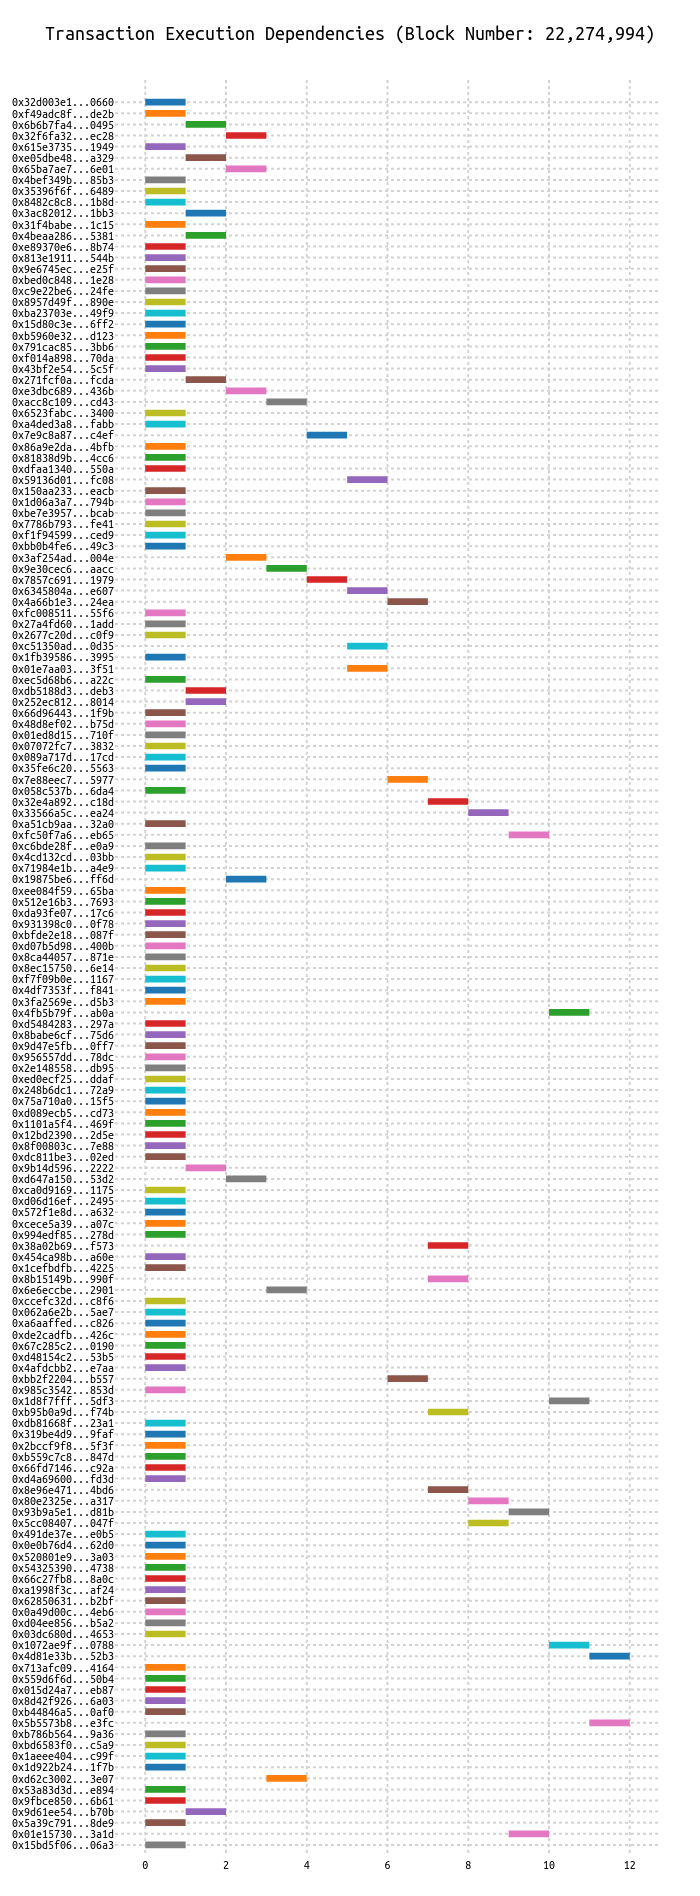 Transaction Execution Dependencies (Block Number: 22,274,994)
0x32d003e1...0660
0xf49adc8f...de2b
0x6b6b7fa4...0495
0x32f6fa32...ec28
0x615e3735...1949
0xe05dbe48...a329
0x65ba7ae7...6e01
0x4bef349b...85b3
0x35396f6f...6489
0x8482c8c8...1b8d
0x3ac82012...1bb3
0x31f4babe...1c15
0x4beaa286...5381
0xe89370e6...8b74
0x813e1911...544b
0x9e6745ec...e25f
0xbed0c848...1e28
0xc9e22be6...24fe
0x8957d49f...890e
0xba23703e...49f9
0x15d80c3e...6ff2
0xb5960e32...d123
0x791cac85...3bb6
0xf014a898...70da
0x43bf2e54...5c5f
0x271fcf0a...fcda
0xe3dbc689...436b
0xacc8c109...cd43
0x6523fabc...3400
0xa4ded3a8...fabb
0x7e9c8a87...c4ef
0x86a9e2da...4bfb
0x81838d9b...4cc6
0xdfaa1340...550a
0x59136d01...fc08
0x150aa233...eacb
0x1d06a3a7...794b
0xbe7e3957...bcab
0x7786b793...fe41
0xf1f94599...ced9
0xbb0b4fe6...49c3
0x3af254ad...004e
0x9e30cec6...aacc
0x7857c691...1979
0x6345804a...e607
0x4a66b1e3...24ea
0xfc008511...55f6
0x27a4fd60...1add
0x2677c20d...c0f9
0xc51350ad...0d35
0x1fb39586...3995
0x01e7aa03...3f51
0xec5d68b6...a22c
0xdb5188d3...deb3
0x252ec812...8014
0x66d96443...1f9b
0x48d8ef02...b75d
0x01ed8d15...710f
0x07072fc7...3832
0x089a717d...17cd
0x35fe6c20...5563
0x7e88eec7...5977
0x058c537b...6da4
0x32e4a892...c18d
0x33566a5c...ea24
0xa51cb9aa...32a0
0xfc50f7a6...eb65
0xc6bde28f...e0a9
0x4cd132cd...03bb
0x71984e1b...a4e9
0x19875be6...ff6d
0xee084f59...65ba
0x512e16b3...7693
0xda93fe07...17c6
0x931398c0...0f78
0xbfde2e18...087f
0xd07b5d98...400b
0x8ca44057...871e
0x8ec15750...6e14
0xf7f09b0e...1167
0x4df7353f...f841
0x3fa2569e...d5b3
0x4fb5b79f...ab0a
0xd5484283...297a
0x8babe6cf...75d6
0x9d47e5fb...0ff7
0x956557dd...78dc
0x2e148558...db95
0xed0ecf25...ddaf
0x248b6dc1...72a9
0x75a710a0...15f5
0xd089ecb5...cd73
0x1101a5f4...469f
0x12bd2390...2d5e
0x8f00803c...7e88
0xdc811be3...02ed
0x9b14d596...2222
0xd647a150...53d2
0xca0d9169...1175
0xd06d16ef...2495
0x572f1e8d...a632
0xcece5a39...a07c
0x994edf85...278d
0x38a02b69...f573
0x454ca98b...a60e
0x1cefbdfb...4225
0x8b15149b...990f
0x6e6eccbe...2901
0xccefc32d...c8f6
0x062a6e2b...5ae7
0xa6aaffed...c826
0xde2cadfb...426c
0x67c285c2...0190
0xd48154c2...53b5
0x4afdcbb2...e7aa
0xbb2f2204...b557
0x985c3542...853d
0x1d8f7fff...5df3
0xb95b0a9d...f74b
0xdb81668f...23a1
0x319be4d9...9faf
0x2bccf9f8...5f3f
0xb559c7c8...847d
0x66fd7146...c92a
0xd4a69600...fd3d
0x8e96e471...4bd6
0x80e2325e...a317
0x93b9a5e1...d81b
0x5cc08407...047f
0x491de37e...e0b5
0x0e0b76d4...62d0
0x520801e9...3a03
0x54325390...4738
0x66c27fb8...8a0c
0xa1998f3c...af24
0x62850631...b2bf
0x0a49d00c...4eb6
0xd04ee856...b5a2
0x03dc680d...4653
0x1072ae9f...0788
0x4d81e33b...52b3
0x713afc09...4164
0x559d6f6d...50b4
0x015d24a7...eb87
0x8d42f926...6a03
0xb44846a5...0af0
0x5b5573b8...e3fc
0xb786b564...9a36
0xbd6583f0...c5a9
0x1aeee404...c99f
0x1d922b24...1f7b
0xd62c3002...3e07
0x53a83d3d...e894
0x9fbce850...6b61
0x9d61ee54...b70b
0x5a39c791...8de9
0x01e15730...3a1d
0x15bd5f06...06a3
0 2 4 6 8 10 12